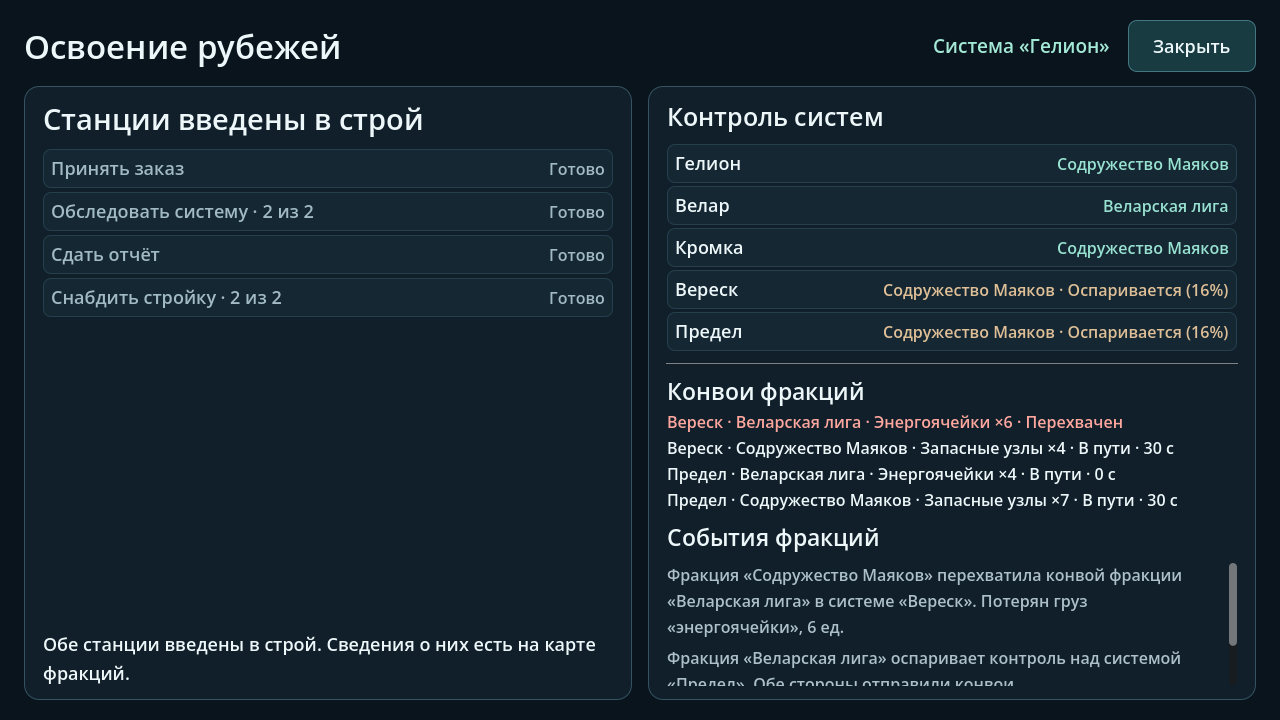 Освоение рубежей
Система «Гелион»
Закрыть
Станции введены в строй
Принять заказ
Готово
Обследовать систему · 2 из 2
Готово
Сдать отчёт
Готово
Снабдить стройку · 2 из 2
Готово
Обе станции введены в строй. Сведения о них есть на карте
фракций.
Контроль систем
Гелион
Содружество Маяков
Велар
Веларская лига
Кромка
Содружество Маяков
Вереск
Содружество Маяков · Оспаривается (16%)
Предел
Содружество Маяков · Оспаривается (16%)
Конвои фракций
Вереск · Веларская лига · Энергоячейки ×6 · Перехвачен
Вереск · Содружество Маяков · Запасные узлы ×4 · В пути · 30 с
Предел · Веларская лига · Энергоячейки ×4 · В пути · 0 с
Предел · Содружество Маяков · Запасные узлы ×7 · В пути · 30 с
События фракций
Фракция «Содружество Маяков» перехватила конвой фракции
«Веларская лига» в системе «Вереск». Потерян груз
«энергоячейки», 6 ед.
Фракция «Веларская лига» оспаривает контроль над системой
«Предел». Обе стороны отправили конвои.